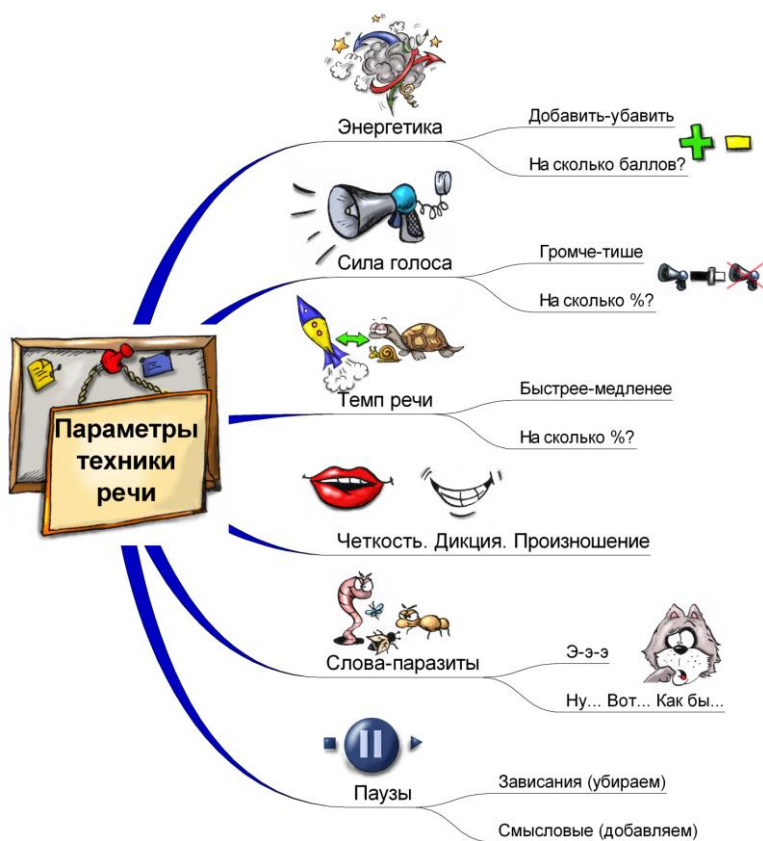 Энергетика
Добавить-убавить
На сколько баллов?
Сила голоса
Громче-тише
На сколько %?
Темп речи
Быстрее-медленее
На сколько %?
Параметры
техники
речи
Четкость. Дикция. Произношение
Слова-паразиты
Э-э-э
Ну... Вот... Как бы...
Паузы
Зависания (убираем)
Смысловые (добавляем)